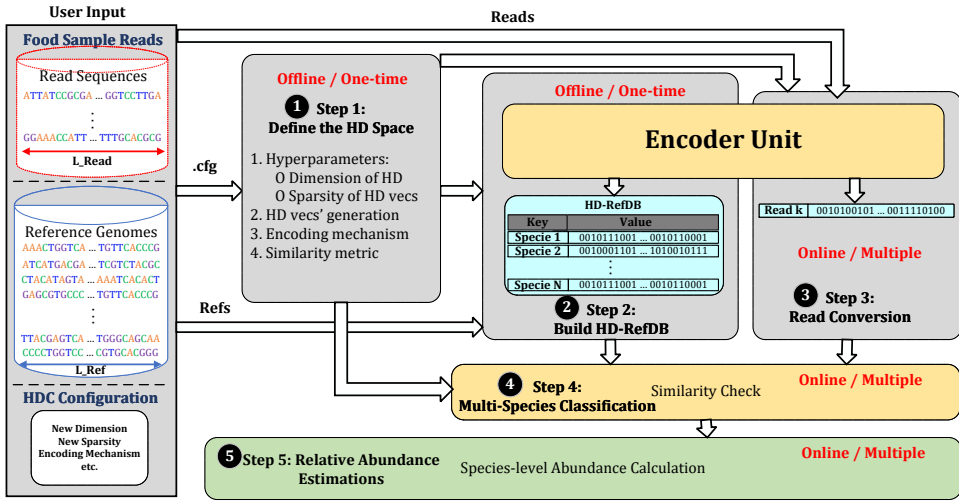 User Input
Food Sample Reads
Read Sequences
ATTATCCGCGA ... GGTCCTTGA
⋮
GGAAACCATT ... TTTGCACGCG
L_Read
Reference Genomes
AAACTGGTCA ... TGTTCACCCG
ATCATGACGA ... TCGTCTACGC
CTACATAGTA ... AAATCACACT
GAGCGTGCCC ... TGTTCACCCG
⋮
TTACGAGTCA ... TGGGCAGCAA
CCCCTGGTCC ... CGTGCACGGG
L_Ref
HDC Configuration
New Dimension
New Sparsity
Encoding Mechanism
etc.
Reads
.cfg
Refs
Offline / One-time
1 Step 1:
Define the HD Space
1. Hyperparameters:
O Dimension of HD
O Sparsity of HD vecs
2. HD vecs' generation
3. Encoding mechanism
4. Similarity metric
Offline / One-time
Encoder Unit
HD-RefDB
Key Value
Specie 1 0010111001 ... 0010110001
Specie 2 0010001101 ... 1010010111
⋮
Specie N 0010111001 ... 0010110001
2 Step 2:
Build HD-RefDB
Read k 0010100101 ... 0011110100
Online / Multiple
3 Step 3:
Read Conversion
4 Step 4:
Multi-Species Classification
Similarity Check
Online / Multiple
5 Step 5: Relative Abundance
Estimations
Species-level Abundance Calculation
Online / Multiple